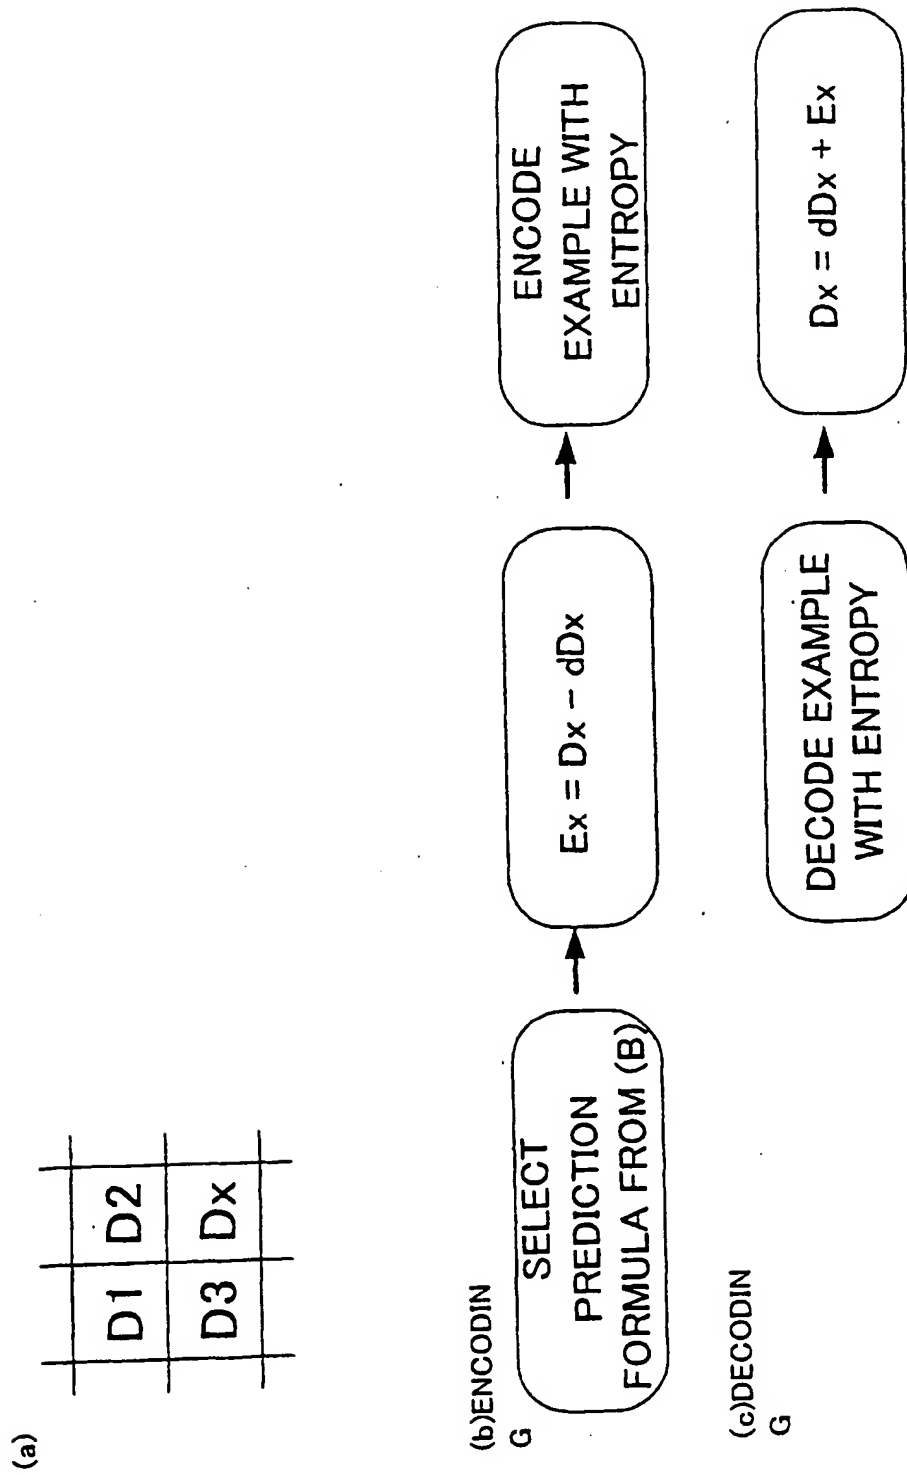 (a)
D1 D2
D3 Dx
(b)ENCODIN
G
SELECT
PREDICTION
FORMULA FROM (B)
Ex = Dx − dDx
ENCODE
EXAMPLE WITH
ENTROPY
(c)DECODIN
G
DECODE EXAMPLE
WITH ENTROPY
Dx = dDx + Ex